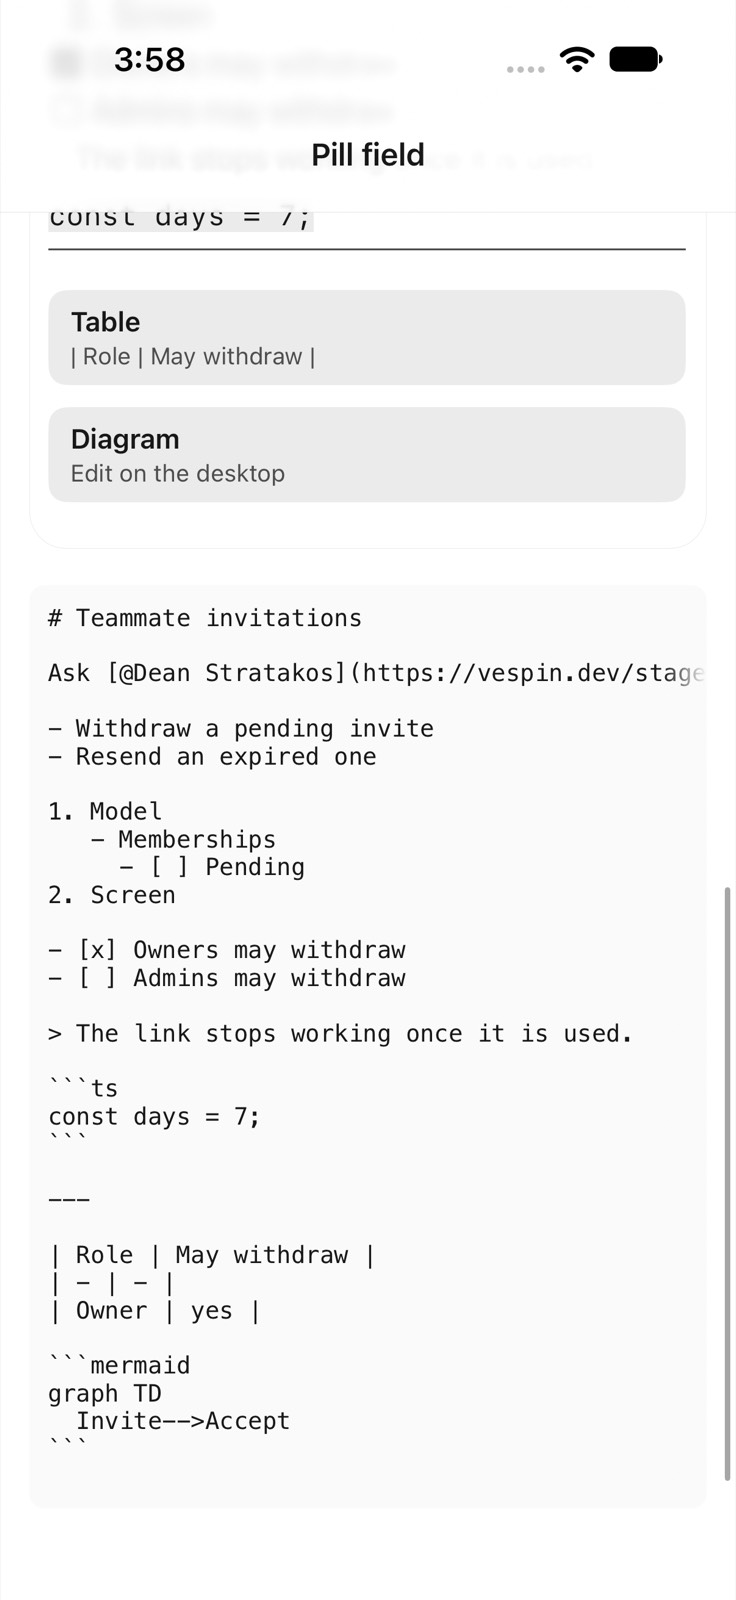 3:58
Pill field
const days = 7;
Table
| Role | May withdraw |
Diagram
Edit on the desktop
# Teammate invitations
Ask [@Dean Stratakos](https://vespin.dev/stage
- Withdraw a pending invite
- Resend an expired one
1. Model
   - Memberships
     - [ ] Pending
2. Screen
- [x] Owners may withdraw
- [ ] Admins may withdraw
> The link stops working once it is used.
```ts
const days = 7;
```
---
| Role | May withdraw |
| - | - |
| Owner | yes |
```mermaid
graph TD
  Invite-->Accept
```